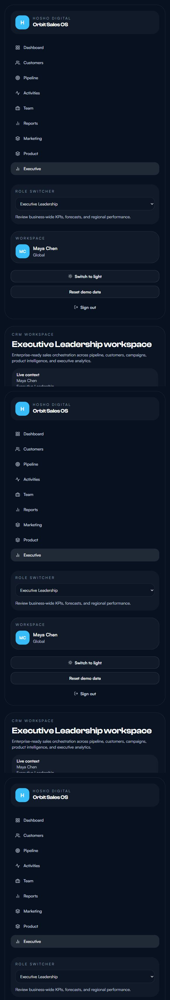 H
HOSHO DIGITAL
Orbit Sales OS
Dashboard
Customers
Pipeline
Activities
Team
Reports
Marketing
Product
Executive
ROLE SWITCHER
Executive Leadership
Review business-wide KPIs, forecasts, and regional performance.
WORKSPACE
MC
Maya Chen
Global
Switch to light
Reset demo data
Sign out
CRM WORKSPACE
Executive Leadership workspace
Enterprise-ready sales orchestration across pipeline, customers, campaigns,
product intelligence, and executive analytics.
Live context
Maya Chen
Executive Leadership
H
HOSHO DIGITAL
Orbit Sales OS
Dashboard
Customers
Pipeline
Activities
Team
Reports
Marketing
Product
Executive
ROLE SWITCHER
Executive Leadership
Review business-wide KPIs, forecasts, and regional performance.
WORKSPACE
MC
Maya Chen
Global
Switch to light
Reset demo data
Sign out
CRM WORKSPACE
Executive Leadership workspace
Enterprise-ready sales orchestration across pipeline, customers, campaigns,
product intelligence, and executive analytics.
Live context
Maya Chen
Executive Leadership
H
HOSHO DIGITAL
Orbit Sales OS
Dashboard
Customers
Pipeline
Activities
Team
Reports
Marketing
Product
Executive
ROLE SWITCHER
Executive Leadership
Review business-wide KPIs, forecasts, and regional performance.